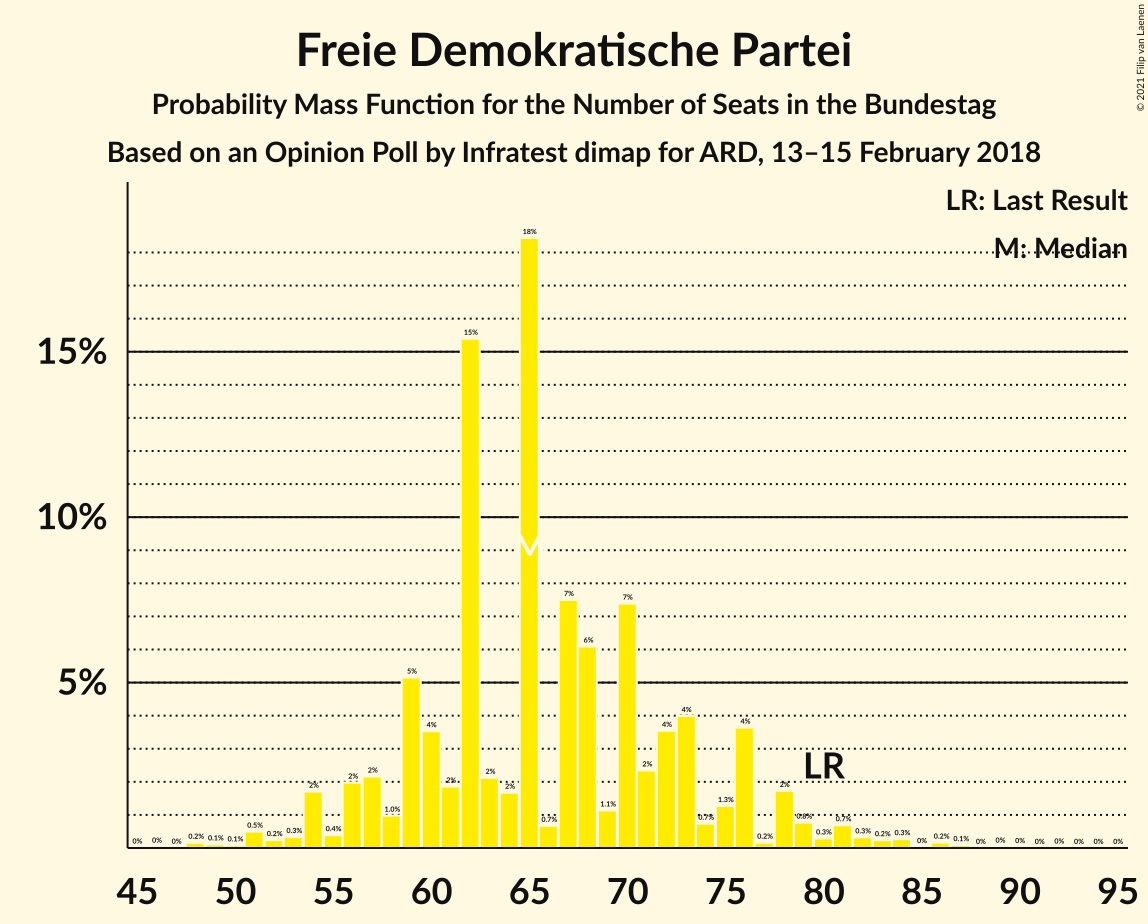 Freie Demokratische Partei
Probability Mass Function for the Number of Seats in the Bundestag
Based on an Opinion Poll by Infratest dimap for ARD, 13–15 February 2018
© 2021 Filip van Laenen
LR: Last Result
M: Median
15%
10%
5%
0% 0% 0% 0.2% 0.1% 0.1% 0.5% 0.2% 0.3% 2% 0.4% 2% 2% 1.0% 5% 4% 2% 15% 2% 2% 18% 0.7% 7% 6% 1.1% 7% 2% 4% 4% 0.7% 1.3% 4% 0.2% 2% 0.8% 0.3% 0.7% 0.3% 0.2% 0.3% 0% 0.2% 0.1% 0% 0% 0% 0% 0% 0% 0% 0%
LR
45 50 55 60 65 70 75 80 85 90 95